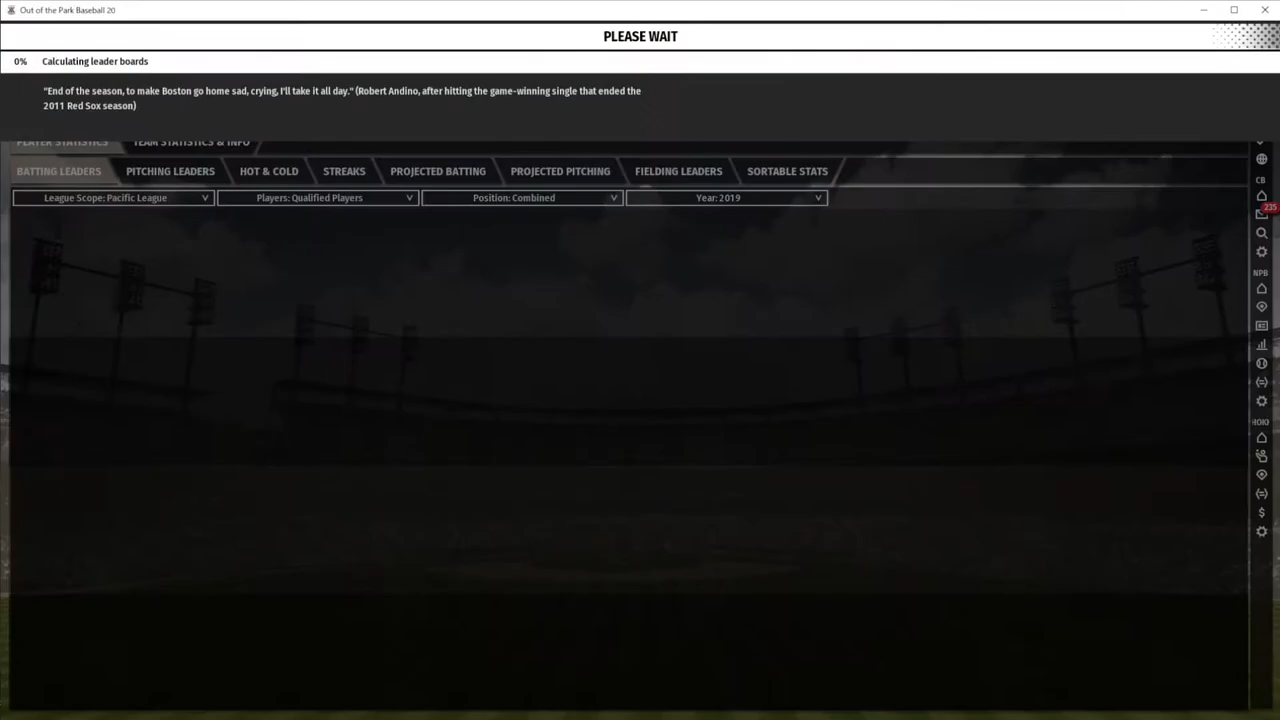 Out of the Park Baseball 20
PLEASE WAIT
0% Calculating leader boards
"End of the season, to make Boston go home sad, crying, I'll take it all day." (Robert Andino, after hitting the game-winning single that ended the
2011 Red Sox season)
PLAYER STATISTICS TEAM STATISTICS & INFO
BATTING LEADERS PITCHING LEADERS HOT & COLD STREAKS PROJECTED BATTING PROJECTED PITCHING FIELDING LEADERS SORTABLE STATS
League Scope: Pacific League Players: Qualified Players Position: Combined Year: 2019
CB
235
NPB